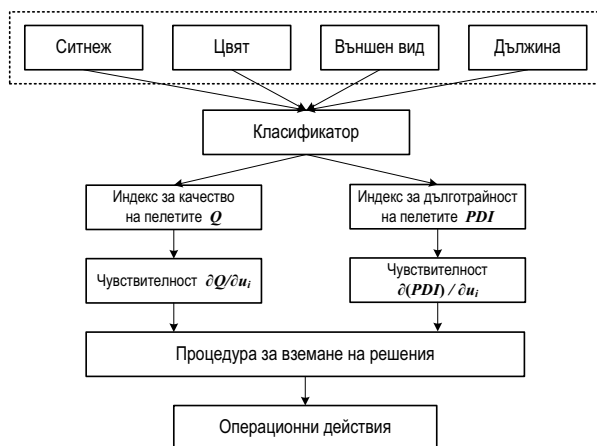 Ситнеж
Цвят
Външен вид
Дължина
Класификатор
Индекс за качество
на пелетите Q
Индекс за дълготрайност
на пелетите PDI
Чувствителност ∂Q/∂uᵢ
Чувствителност
∂(PDI) / ∂uᵢ
Процедура за вземане на решения
Операционни действия